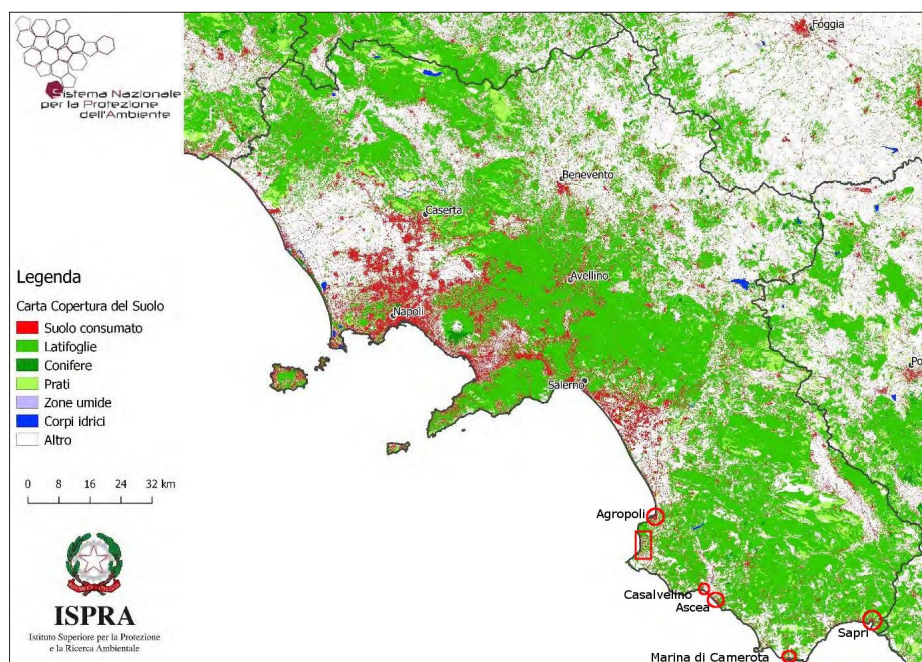 Sistema Nazionale
per la Protezione
dell'Ambiente
Foggia
Benevento
Caserta
Avellino
Napoli
Salerno
Legenda
Carta Copertura del Suolo
Suolo consumato
Latifoglie
Conifere
Prati
Zone umide
Corpi idrici
Altro
0 8 16 24 32 km
Agropoli
Casalvelino
Ascea
Sapri
Marina di Camerota
ISPRA
Istituto Superiore per la Protezione
e la Ricerca Ambientale